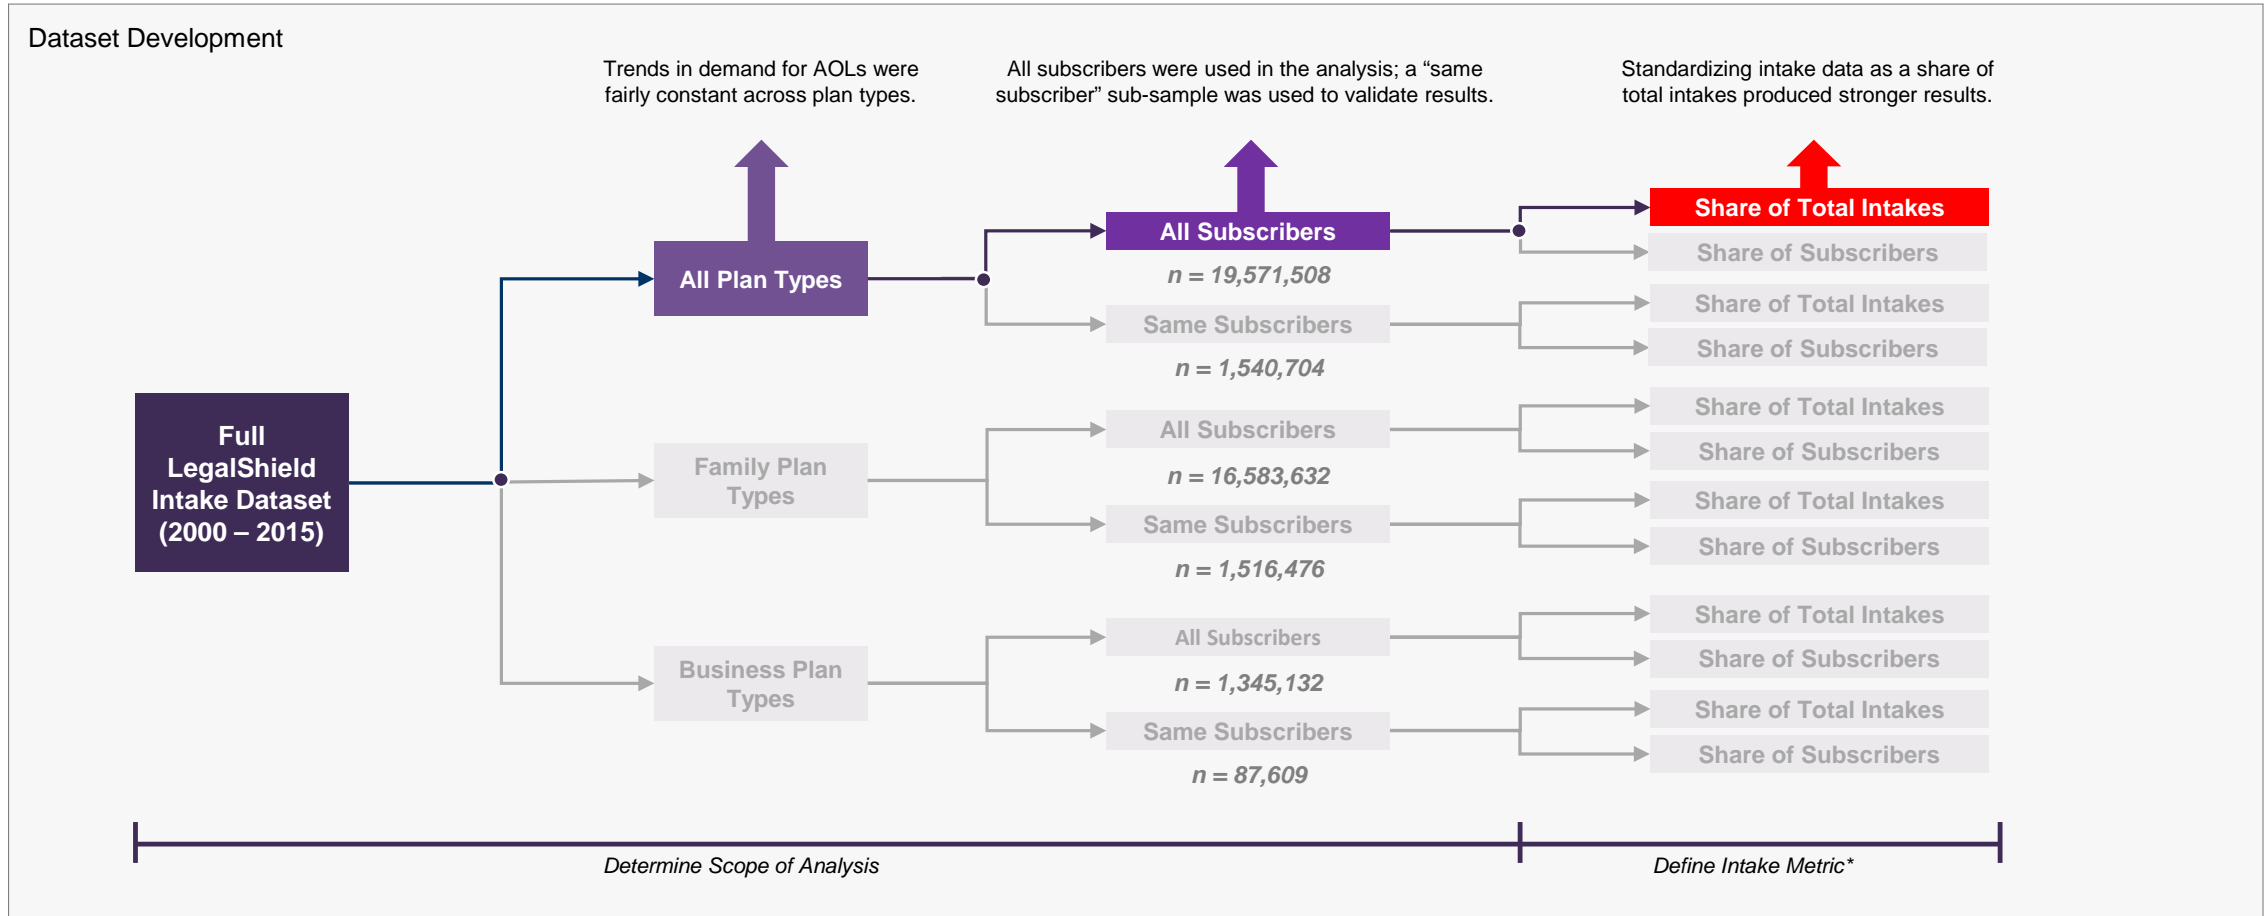 Dataset Development
Trends in demand for AOLs were
fairly constant across plan types.
All subscribers were used in the analysis; a “same
subscriber” sub-sample was used to validate results.
Standardizing intake data as a share of
total intakes produced stronger results.
Full
LegalShield
Intake Dataset
(2000 – 2015)
All Plan Types
Family Plan
Types
Business Plan
Types
All Subscribers
n = 19,571,508
Same Subscribers
n = 1,540,704
All Subscribers
n = 16,583,632
Same Subscribers
n = 1,516,476
All Subscribers
n = 1,345,132
Same Subscribers
n = 87,609
Share of Total Intakes
Share of Subscribers
Share of Total Intakes
Share of Subscribers
Share of Total Intakes
Share of Subscribers
Share of Total Intakes
Share of Subscribers
Share of Total Intakes
Share of Subscribers
Share of Total Intakes
Share of Subscribers
Determine Scope of Analysis
Define Intake Metric*